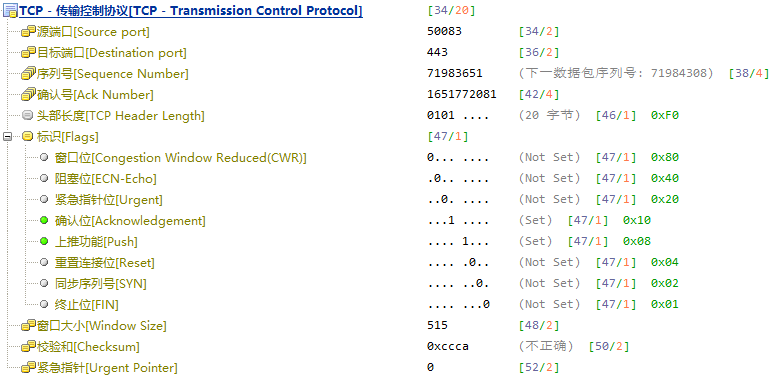 TCP - 传输控制协议[TCP - Transmission Control Protocol] [34/20]
源端口[Source port] 50083 [34/2]
目标端口[Destination port] 443 [36/2]
序列号[Sequence Number] 71983651 (下一数据包序列号: 71984308) [38/4]
确认号[Ack Number] 1651772081 [42/4]
头部长度[TCP Header Length] 0101 .... (20 字节) [46/1] 0xF0
标识[Flags] [47/1]
窗口位[Congestion Window Reduced(CWR)] 0... .... (Not Set) [47/1] 0x80
阻塞位[ECN-Echo] .0.. .... (Not Set) [47/1] 0x40
紧急指针位[Urgent] ..0. .... (Not Set) [47/1] 0x20
确认位[Acknowledgement] ...1 .... (Set) [47/1] 0x10
上推功能[Push] .... 1... (Set) [47/1] 0x08
重置连接位[Reset] .... .0.. (Not Set) [47/1] 0x04
同步序列号[SYN] .... ..0. (Not Set) [47/1] 0x02
终止位[FIN] .... ...0 (Not Set) [47/1] 0x01
窗口大小[Window Size] 515 [48/2]
校验和[Checksum] 0xccca (不正确) [50/2]
紧急指针[Urgent Pointer] 0 [52/2]